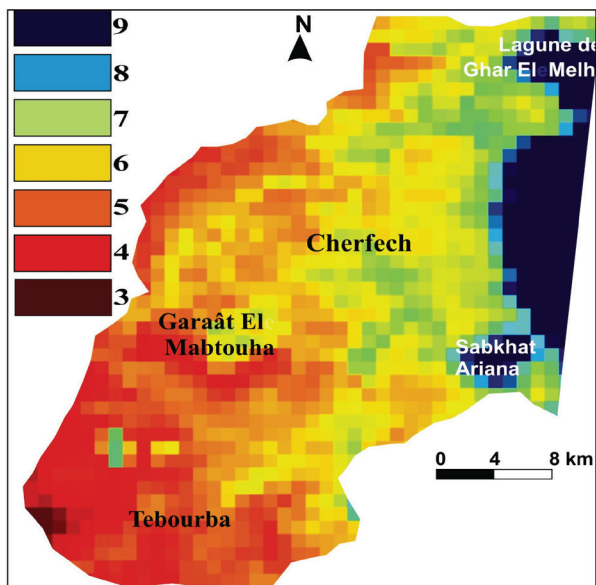 9
8
7
6
5
4
3
N
Lagune de
Ghar El Melh
Cherfech
Garaât El
Mabtouha
Sabkhat
Ariana
Tebourba
0 4 8 km